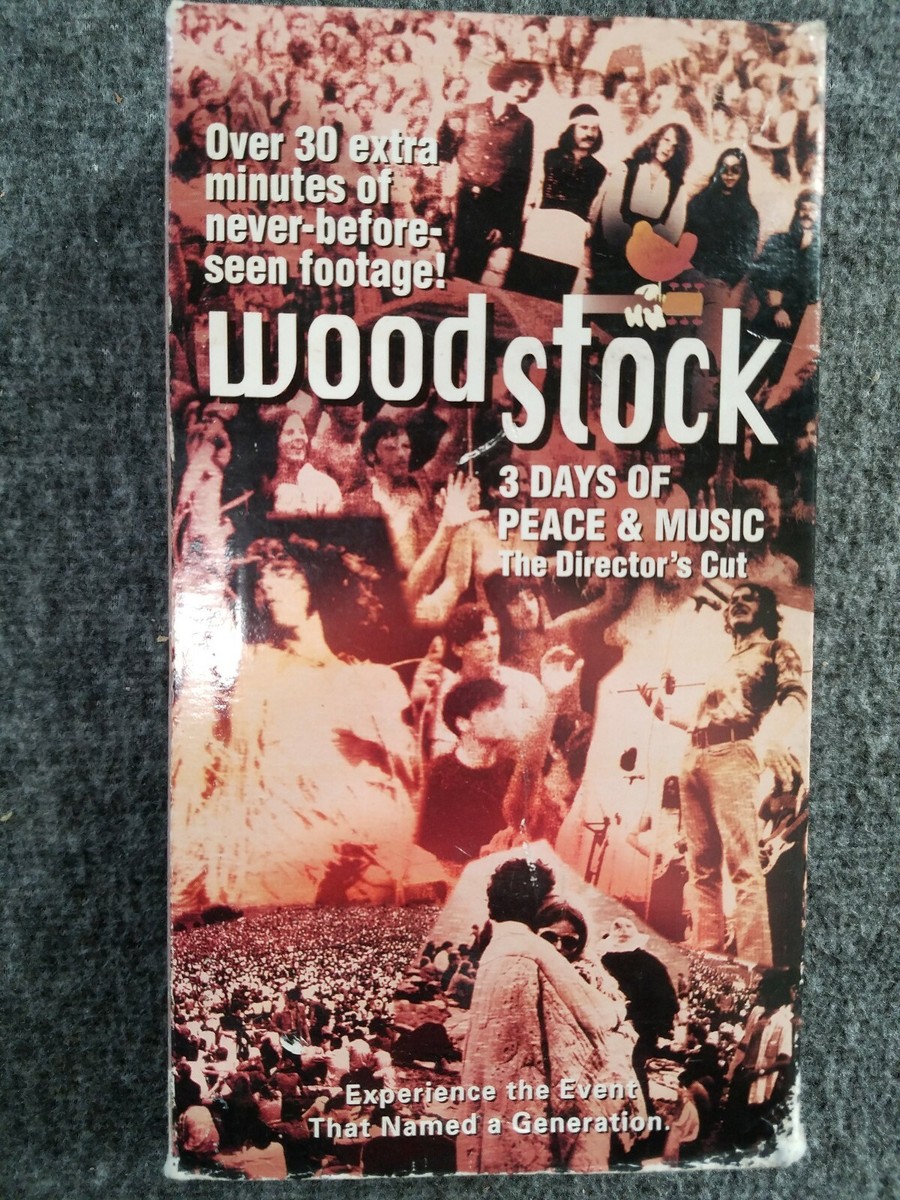 Over 30 extra
minutes of
never-before-
seen footage!
woodstock
3 DAYS OF
PEACE & MUSIC
The Director's Cut
Experience the Event
That Named a Generation.